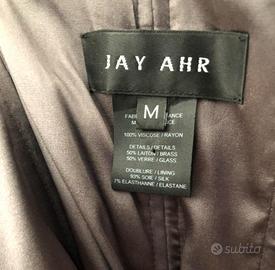 JAY AHR
M
100% VISCOSE / RAYON
DETAILS / DETAILS
50% LAITON / BRASS
50% VERRE / GLASS
DOUBLURE / LINING
93% SOIE / SILK
7% ELASTHANNE / ELASTANE
subito